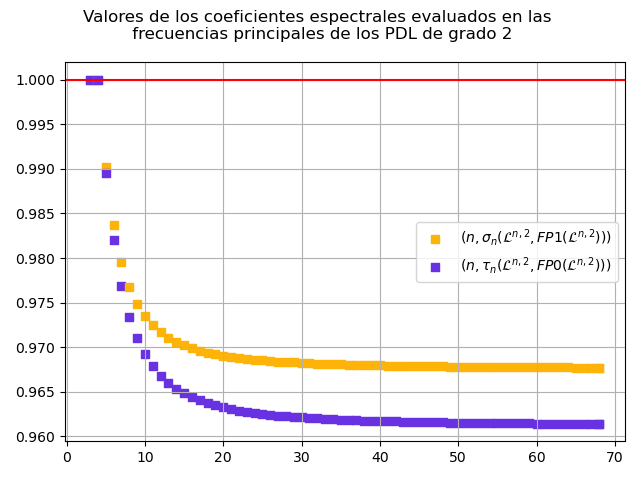 Valores de los coeficientes espectrales evaluados en las
frecuencias principales de los PDL de grado 2
1.000
0.995
0.990
0.985
0.980
0.975
0.970
0.965
0.960
(n, σₙ(ℒⁿ,², FP1(ℒⁿ,²)))
(n, τₙ(ℒⁿ,², FP0(ℒⁿ,²)))
0 10 20 30 40 50 60 70